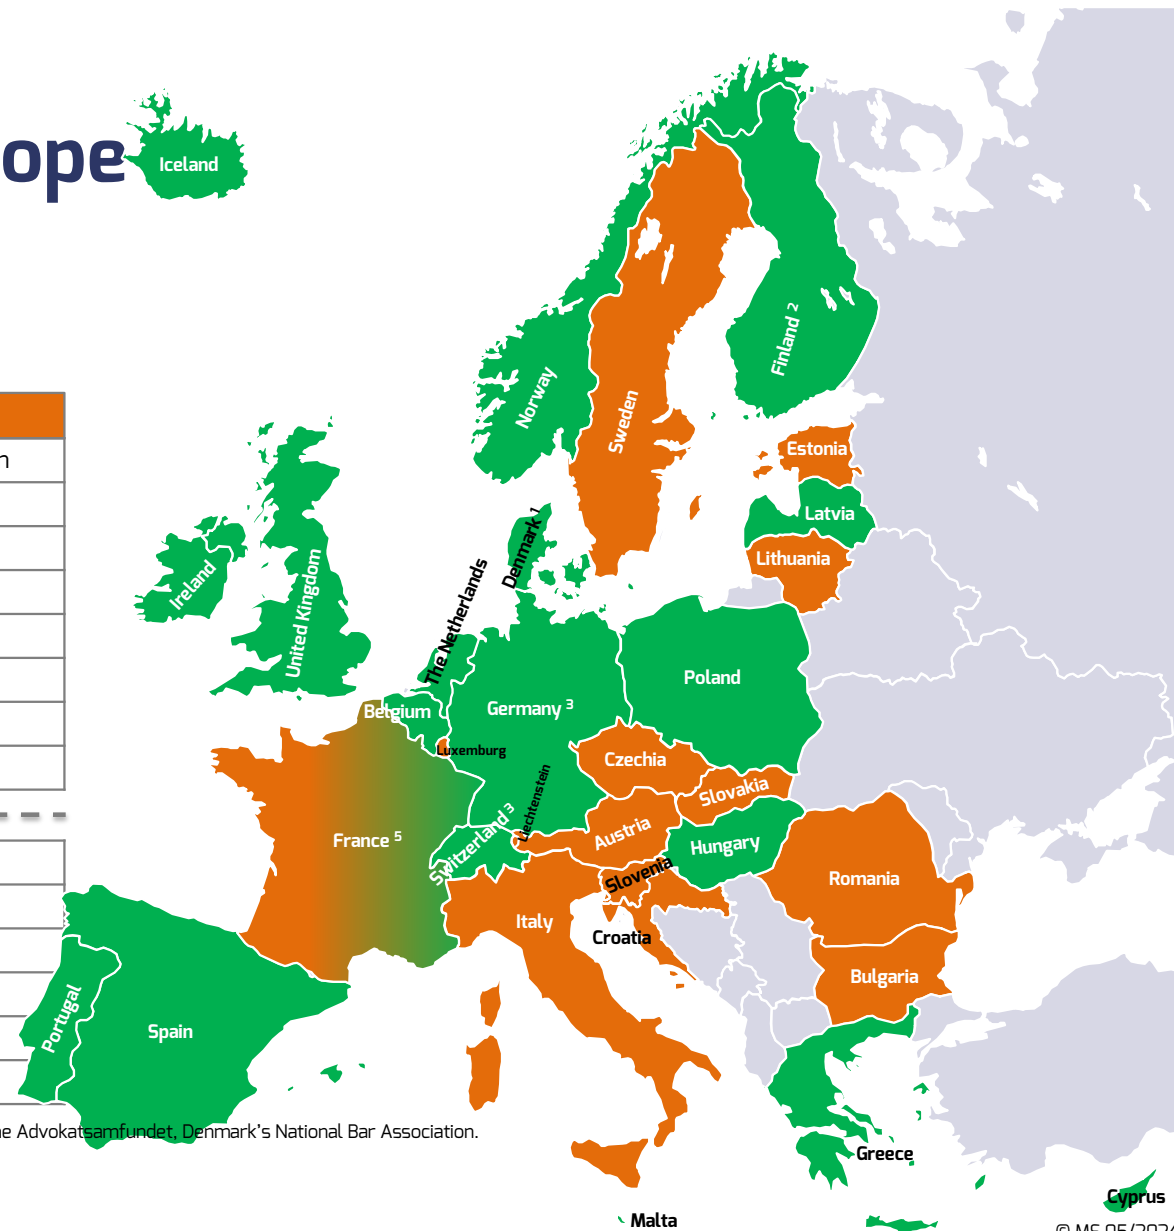 ope
Iceland
n
Finland 2
Norway
Sweden
Estonia
Latvia
Denmark 1
Lithuania
Ireland
United Kingdom
The Netherlands
Poland
Belgium
Germany 3
Luxemburg
Czechia
Liechtenstein
Slovakia
Austria
France 5
Switzerland 3
Hungary
Slovenia
Romania
Italy
Croatia
Bulgaria
Portugal
Spain
e Advokatsamfundet, Denmark's National Bar Association.
Greece
Cyprus
Malta